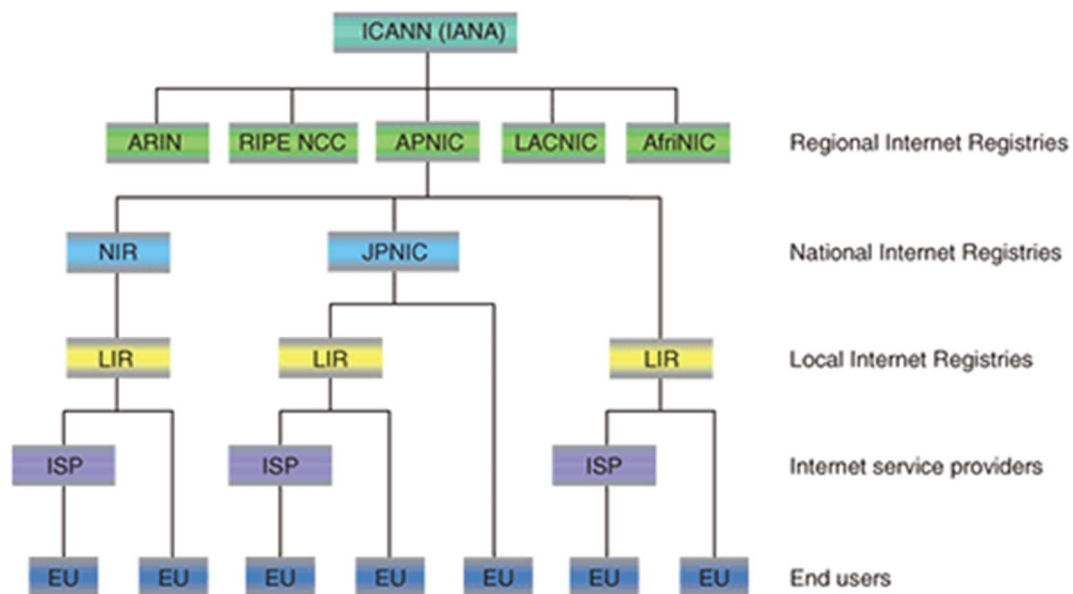 ICANN (IANA)
ARIN RIPE NCC APNIC LACNIC AfriNIC Regional Internet Registries
NIR JPNIC National Internet Registries
LIR LIR LIR Local Internet Registries
ISP ISP ISP Internet service providers
EU EU EU EU EU EU EU End users